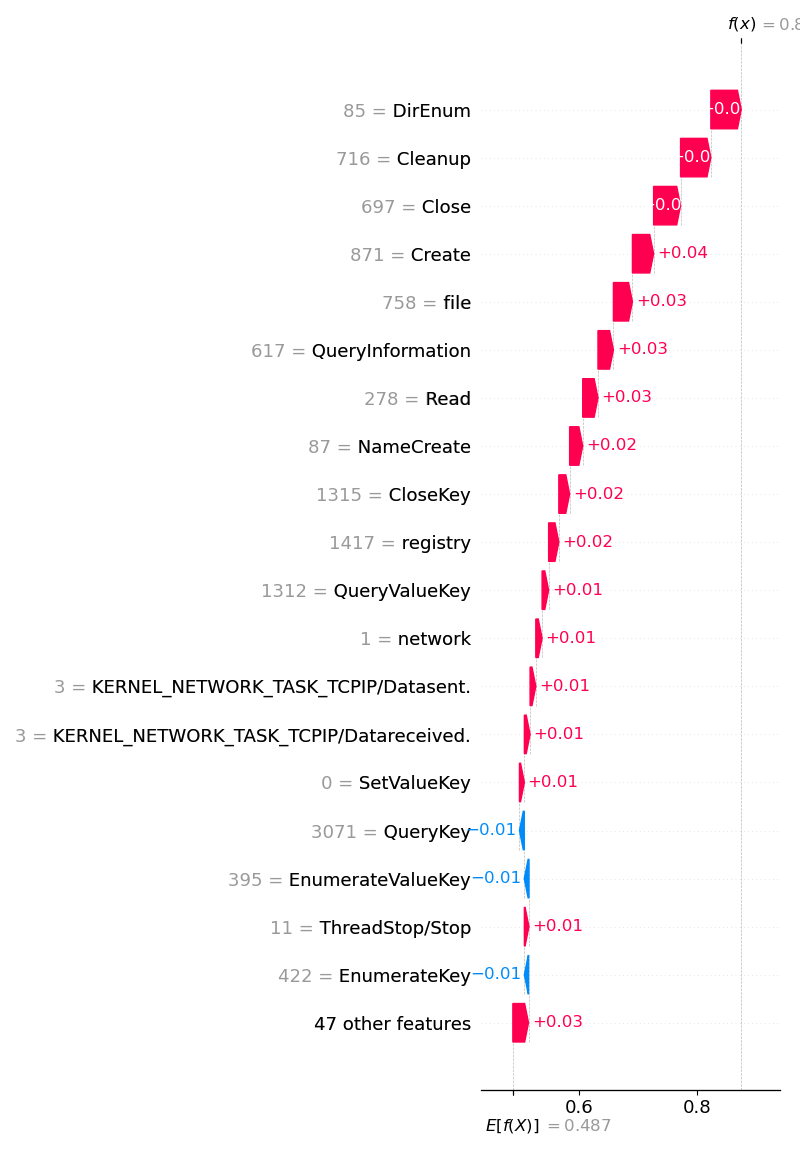 f(x) = 0.8
85 = DirEnum
716 = Cleanup
697 = Close
871 = Create +0.04
758 = file +0.03
617 = QueryInformation +0.03
278 = Read +0.03
87 = NameCreate +0.02
1315 = CloseKey +0.02
1417 = registry +0.02
1312 = QueryValueKey +0.01
1 = network +0.01
3 = KERNEL_NETWORK_TASK_TCPIP/Datasent. +0.01
3 = KERNEL_NETWORK_TASK_TCPIP/Datareceived. +0.01
0 = SetValueKey +0.01
3071 = QueryKey −0.01
395 = EnumerateValueKey −0.01
11 = ThreadStop/Stop +0.01
422 = EnumerateKey −0.01
47 other features +0.03
0.6 0.8
E[f(X)] = 0.487